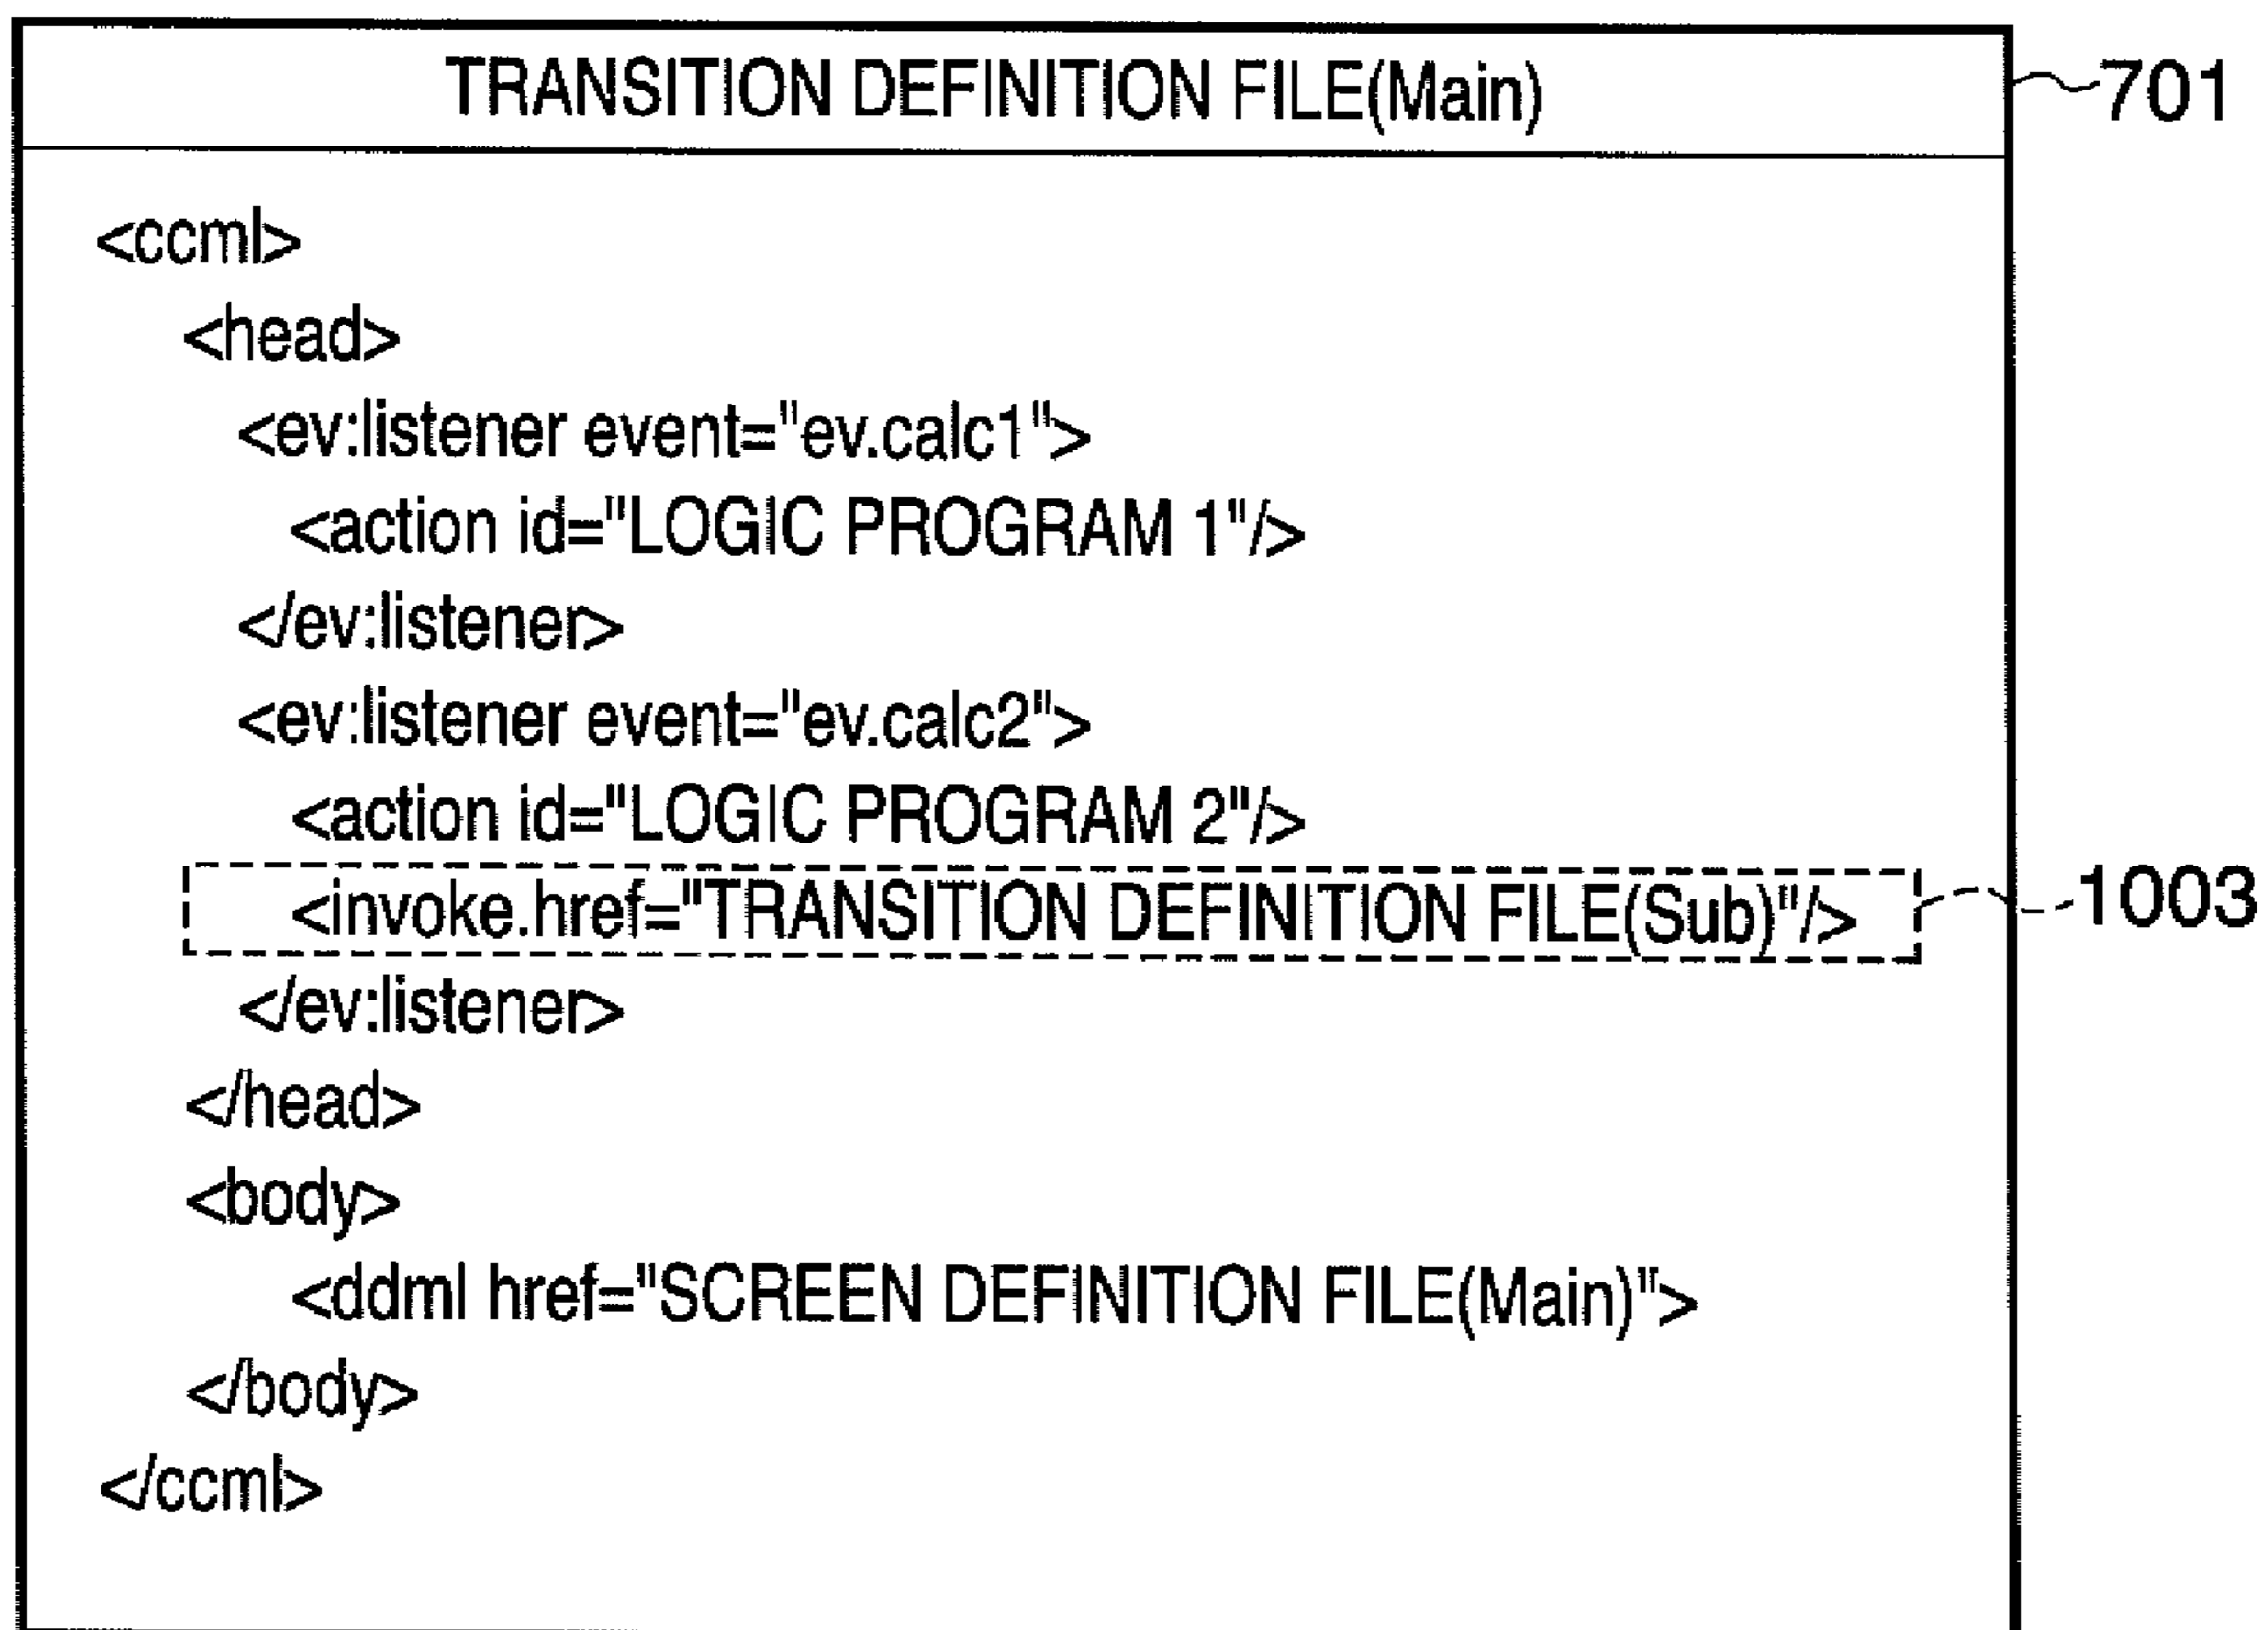 TRANSITION DEFINITION FILE(Main)
701
<ccml>
<head>
<ev:listener event="ev.calc1">
<action id="LOGIC PROGRAM 1"/>
</ev:listener>
<ev:listener event="ev.calc2">
<action id="LOGIC PROGRAM 2"/>
<invoke.href="TRANSITION DEFINITION FILE(Sub)"/>
1003
</ev:listener>
</head>
<body>
<ddml href="SCREEN DEFINITION FILE(Main)">
</body>
</ccml>